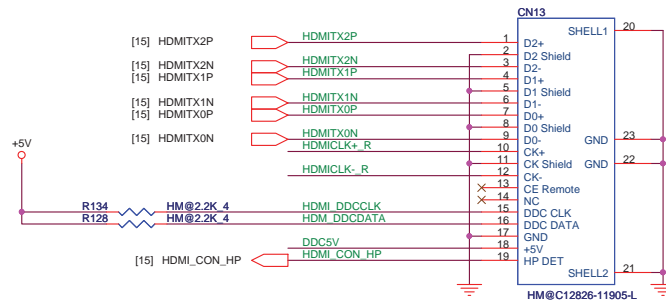 CN13
HDMITX2P
SHELL1 20
[15] HDMITX2P 1 D2+
2 D2 Shield
HDMITX2N
[15] HDMITX2N 3 D2-
HDMITX1P
[15] HDMITX1P 4 D1+
5 D1 Shield
HDMITX1N
[15] HDMITX1N 6 D1-
HDMITX0P
[15] HDMITX0P 7 D0+
8 D0 Shield
HDMITX0N
[15] HDMITX0N 9 D0- GND 23
HDMICLK+_R 10 CK+
11 CK Shield GND 22
HDMICLK-_R 12 CK-
+5V
13 CE Remote
14 NC
R134 HM@2.2K_4 HDMI_DDCCLK 15 DDC CLK
R128 HM@2.2K_4 HDM_DDCDATA 16 DDC DATA
17 GND
DDC5V 18 +5V
HDMI_CON_HP
[15] HDMI_CON_HP 19 HP DET
SHELL2 21
HM@C12826-11905-L